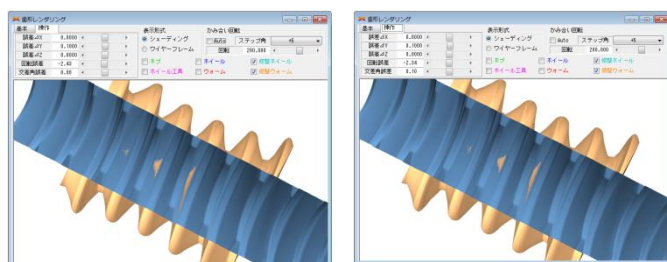 歯形レンダリング
基本 操作
誤差⊿X 0.0000
誤差⊿Y 0.1000
誤差⊿Z 0.0000
回転誤差 -2.43
交差角誤差 0.00
表示形式
シェーディング
ワイヤーフレーム
かみ合い回転
Auto ステップ角
回転 200.000
ホブ ホイール 修整ホイール
ホイール工具 ウォーム 修整ウォーム
歯形レンダリング
基本 操作
誤差⊿X 0.0000
誤差⊿Y 0.1000
誤差⊿Z 0.0000
回転誤差
交差角誤差 0.10
表示形式
シェーディング
ワイヤーフレーム
かみ合い回転
Auto ステップ角
回転 200.000
ホブ ホイール 修整ホイール
ホイール工具 ウォーム 修整ウォーム